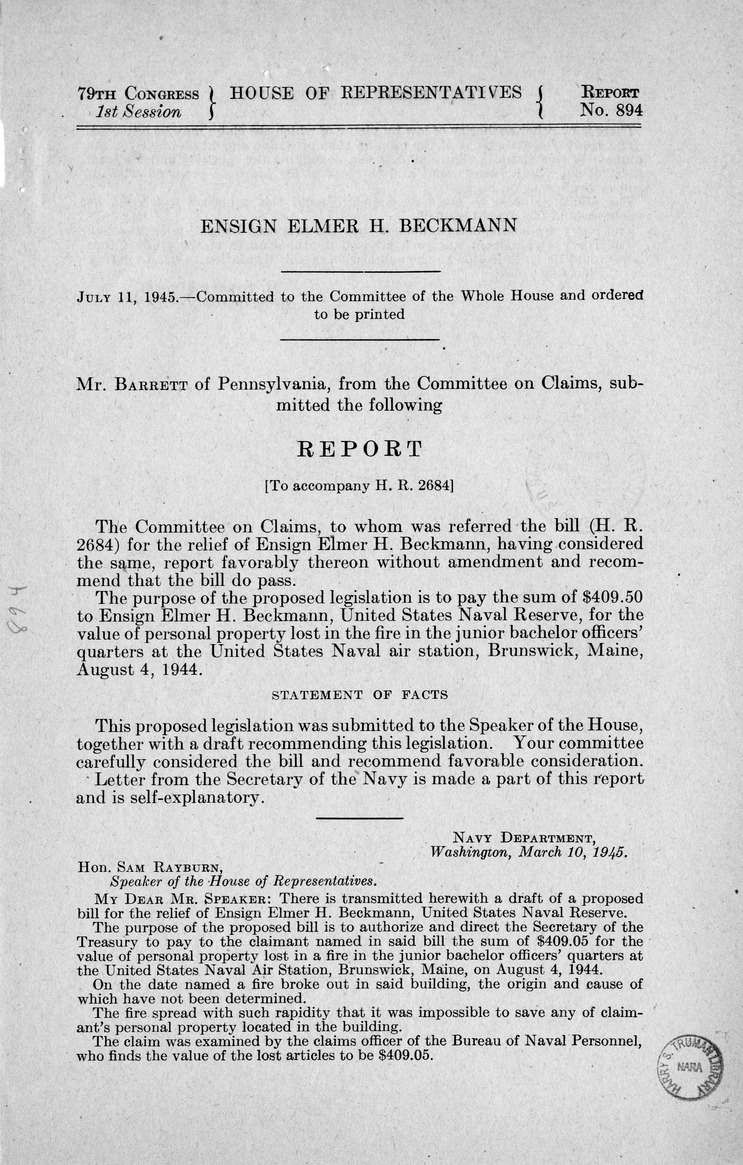 79TH CONGRESS } HOUSE OF REPRESENTATIVES { REPORT
1st Session No. 894
ENSIGN ELMER H. BECKMANN
JULY 11, 1945.—Committed to the Committee of the Whole House and ordered
to be printed
Mr. BARRETT of Pennsylvania, from the Committee on Claims, sub-
mitted the following
REPORT
[To accompany H. R. 2684]
The Committee on Claims, to whom was referred the bill (H. R.
2684) for the relief of Ensign Elmer H. Beckmann, having considered
the same, report favorably thereon without amendment and recom-
mend that the bill do pass.
The purpose of the proposed legislation is to pay the sum of $409.50
to Ensign Elmer H. Beckmann, United States Naval Reserve, for the
value of personal property lost in the fire in the junior bachelor officers'
quarters at the United States Naval air station, Brunswick, Maine,
August 4, 1944.
STATEMENT OF FACTS
This proposed legislation was submitted to the Speaker of the House,
together with a draft recommending this legislation. Your committee
carefully considered the bill and recommend favorable consideration.
Letter from the Secretary of the Navy is made a part of this report
and is self-explanatory.
NAVY DEPARTMENT,
Washington, March 10, 1945.
Hon. SAM RAYBURN,
Speaker of the House of Representatives.
MY DEAR MR. SPEAKER: There is transmitted herewith a draft of a proposed
bill for the relief of Ensign Elmer H. Beckmann, United States Naval Reserve.
The purpose of the proposed bill is to authorize and direct the Secretary of the
Treasury to pay to the claimant named in said bill the sum of $409.05 for the
value of personal property lost in a fire in the junior bachelor officers' quarters at
the United States Naval Air Station, Brunswick, Maine, on August 4, 1944.
On the date named a fire broke out in said building, the origin and cause of
which have not been determined.
The fire spread with such rapidity that it was impossible to save any of claim-
ant's personal property located in the building.
The claim was examined by the claims officer of the Bureau of Naval Personnel,
who finds the value of the lost articles to be $409.05.
894
HARRY S. TRUMAN LIBRARY
NARA